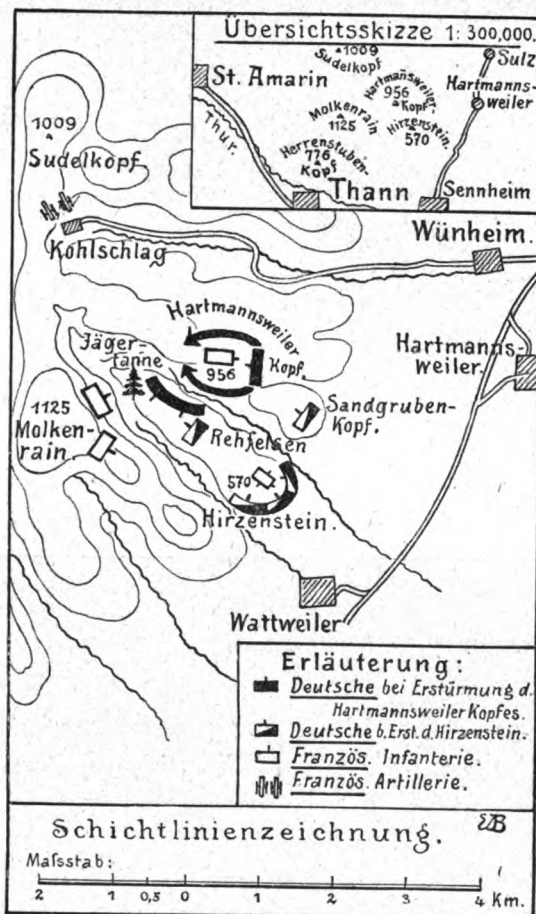 Übersichtsskizze 1:300,000.
1009
Sudelkopf
Sulz
St. Amarin
Hartmannsweiler-
956
Kopf.
Hartmanns-
weiler
Molkenrain
1125
Hirzenstein.
570
Thur.
Herrenstuben-
776
Kopf
Thann
Sennheim
1009
Sudelkopf.
Kohlschlag
Wünheim.
Hartmannsweiler
Kopf.
956
Jäger-
tanne
Hartmanns-
weiler.
1125
Molken-
rain
Sandgruben-
Kopf.
Rehfelsen
570
Hirzenstein.
Wattweiler
Erläuterung:
Deutsche bei Erstürmung d.
Hartmannsweiler Kopfes.
Deutsche b. Erst. d. Hirzenstein.
Französ. Infanterie.
Französ. Artillerie.
Schichtlinienzeichnung.
Maſsstab:
2 1 0,5 0 1 2 3 4 Km.